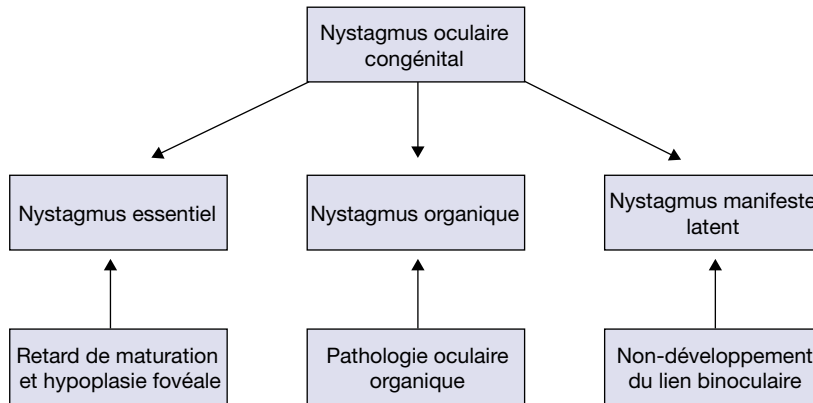 Nystagmus oculaire
congénital
Nystagmus essentiel
Nystagmus organique
Nystagmus manifeste
latent
Retard de maturation
et hypoplasie fovéale
Pathologie oculaire
organique
Non-développement
du lien binoculaire